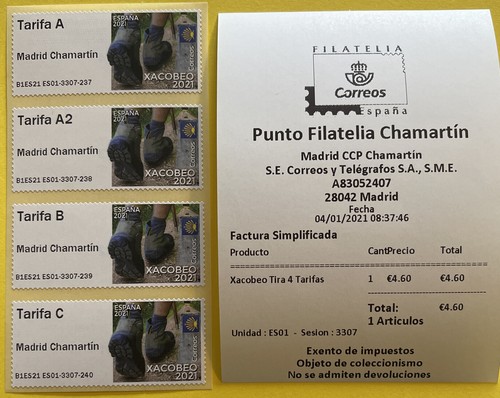 Tarifa A
Madrid Chamartín
B1ES21 ES01-3307-237
ESPAÑA
2021
Correos
XACOBEO
2021
Tarifa A2
Madrid Chamartín
B1ES21 ES01-3307-238
ESPAÑA
2021
Correos
XACOBEO
2021
Tarifa B
Madrid Chamartín
B1ES21 ES01-3307-239
ESPAÑA
2021
Correos
XACOBEO
2021
Tarifa C
Madrid Chamartín
B1ES21 ES01-3307-240
ESPAÑA
2021
Correos
XACOBEO
2021
FILATELIA
Correos
España
Punto Filatelia Chamartín
Madrid CCP Chamartín
S.E. Correos y Telégrafos S.A., S.M.E.
A83052407
28042 Madrid
Fecha
04/01/2021 08:37:46
Factura Simplificada
Producto CantPrecio Total
Xacobeo Tira 4 Tarifas 1 €4.60 €4.60
Total: €4.60
1 Articulos
Unidad : ES01 - Sesion : 3307
Exento de impuestos
Objeto de coleccionismo
No se admiten devoluciones